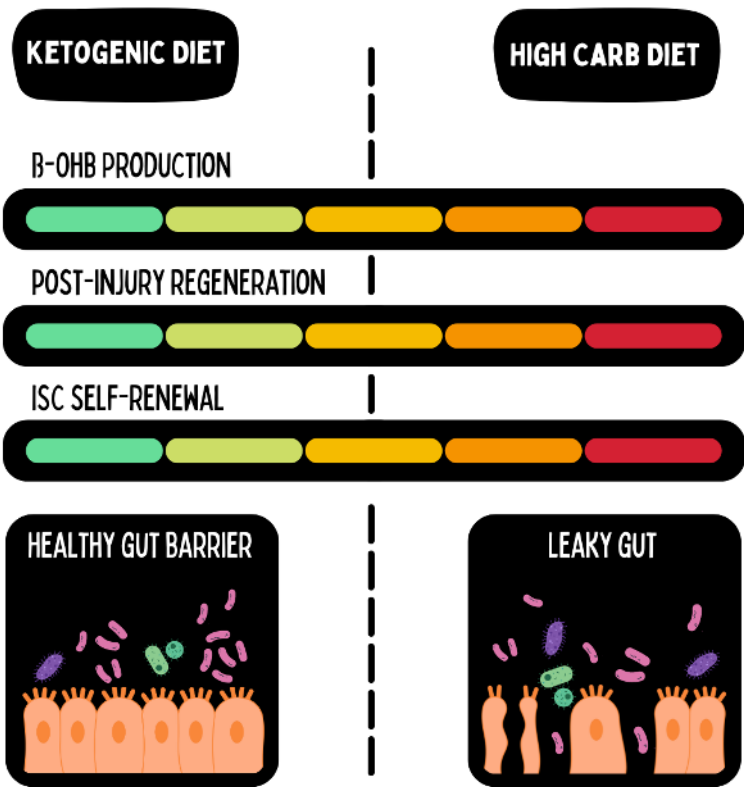 KETOGENIC DIET
HIGH CARB DIET
β-OHB PRODUCTION
POST-INJURY REGENERATION
ISC SELF-RENEWAL
HEALTHY GUT BARRIER
LEAKY GUT